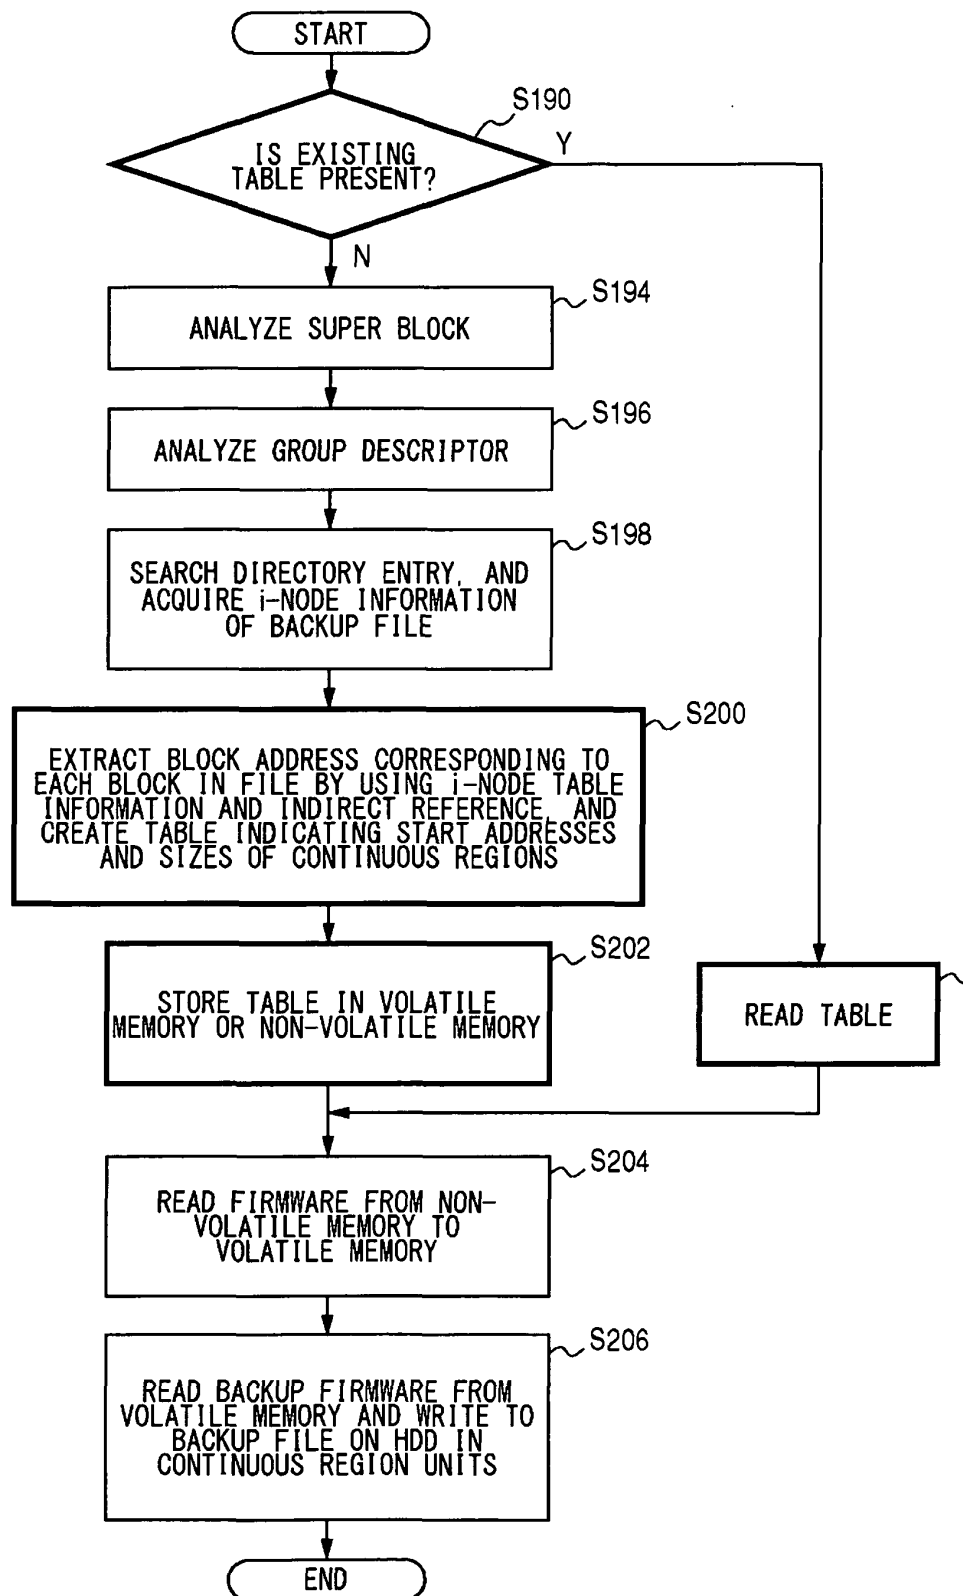 START
S190
IS EXISTING
TABLE PRESENT?
Y
N
S194
ANALYZE SUPER BLOCK
S196
ANALYZE GROUP DESCRIPTOR
S198
SEARCH DIRECTORY ENTRY, AND
ACQUIRE i-NODE INFORMATION
OF BACKUP FILE
S200
EXTRACT BLOCK ADDRESS CORRESPONDING TO
EACH BLOCK IN FILE BY USING i-NODE TABLE
INFORMATION AND INDIRECT REFERENCE, AND
CREATE TABLE INDICATING START ADDRESSES
AND SIZES OF CONTINUOUS REGIONS
S202
STORE TABLE IN VOLATILE
MEMORY OR NON-VOLATILE MEMORY
READ TABLE
S204
READ FIRMWARE FROM NON-
VOLATILE MEMORY TO
VOLATILE MEMORY
S206
READ BACKUP FIRMWARE FROM
VOLATILE MEMORY AND WRITE TO
BACKUP FILE ON HDD IN
CONTINUOUS REGION UNITS
END